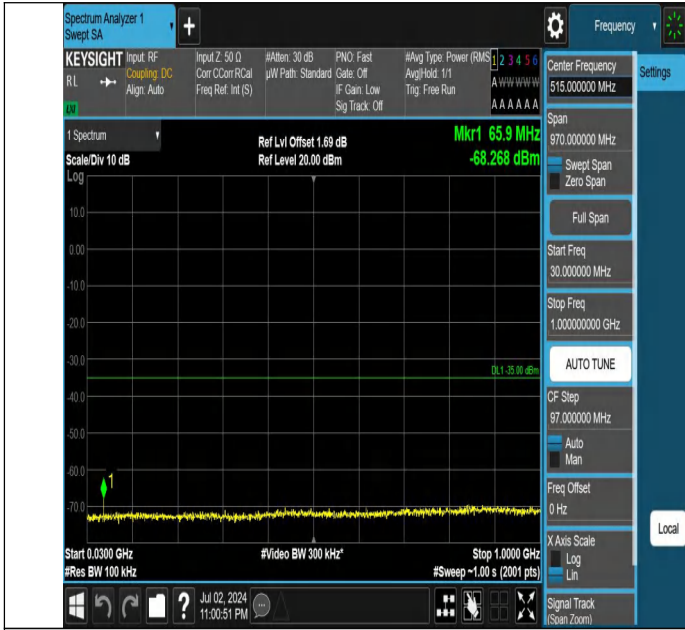 Spectrum Analyzer 1
Swept SA
+
Frequency
KEYSIGHT
RL
LXI
Input: RF
Coupling: DC
Align: Auto
Input Z: 50 Ω
Corr CCorr RCal
Freq Ref: Int (S)
#Atten: 30 dB
µW Path: Standard
PNO: Fast
Gate: Off
IF Gain: Low
Sig Track: Off
#Avg Type: Power (RMS
Avg|Hold: 1/1
Trig: Free Run
1 2 3 4 5 6
A W W W W W
A A A A A A
1 Spectrum
Scale/Div 10 dB
Log
Ref Lvl Offset 1.69 dB
Ref Level 20.00 dBm
Mkr1 65.9 MHz
-68.268 dBm
10.0
0.00
-10.0
-20.0
-30.0
DL1 -35.00 dBm
-40.0
-50.0
-60.0
1
-70.0
Start 0.0300 GHz
#Res BW 100 kHz
#Video BW 300 kHz*
Stop 1.0000 GHz
#Sweep ~1.00 s (2001 pts)
?
Jul 02, 2024
11:00:51 PM
Center Frequency
515.000000 MHz
Settings
Span
970.000000 MHz
Swept Span
Zero Span
Full Span
Start Freq
30.000000 MHz
Stop Freq
1.000000000 GHz
AUTO TUNE
CF Step
97.000000 MHz
Auto
Man
Freq Offset
0 Hz
X Axis Scale
Log
Lin
Local
Signal Track
(Span Zoom)